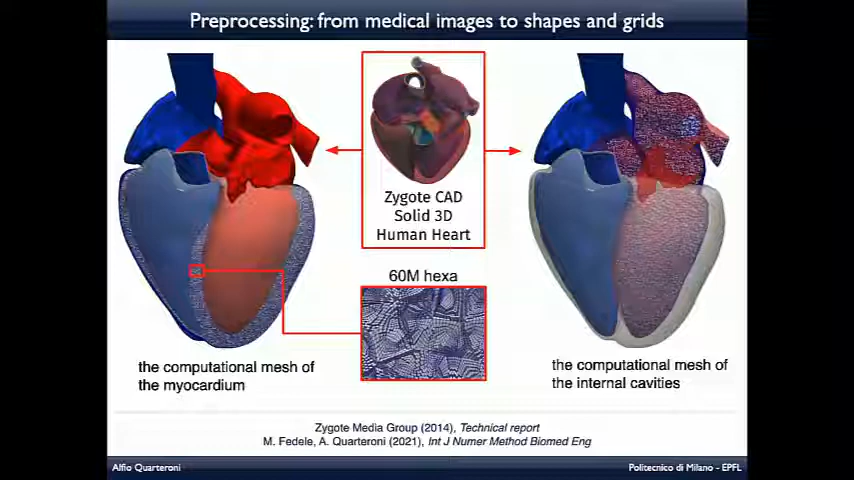 Preprocessing: from medical images to shapes and grids
Zygote CAD
Solid 3D
Human Heart
60M hexa
the computational mesh of
the myocardium
the computational mesh of
the internal cavities
Zygote Media Group (2014), Technical report
M. Fedele, A. Quarteroni (2021), Int J Numer Method Biomed Eng
Alfio Quarteroni
Politecnico di Milano - EPFL